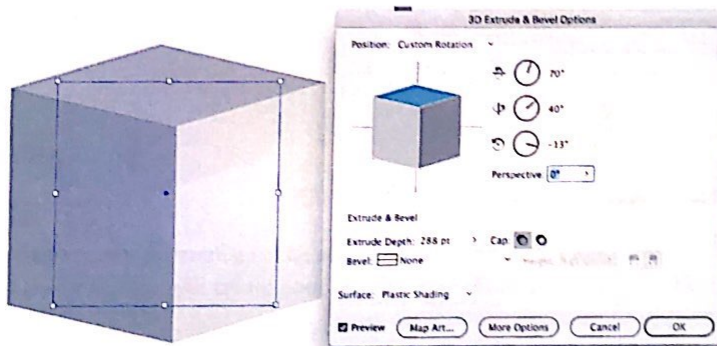 3D Extrude & Bevel Options
Position: Custom Rotation
70°
40°
-13°
Perspective: 0°
Extrude & Bevel
Extrude Depth: 288 pt Cap:
Bevel: None
Surface: Plastic Shading
Preview Map Art... More Options Cancel OK